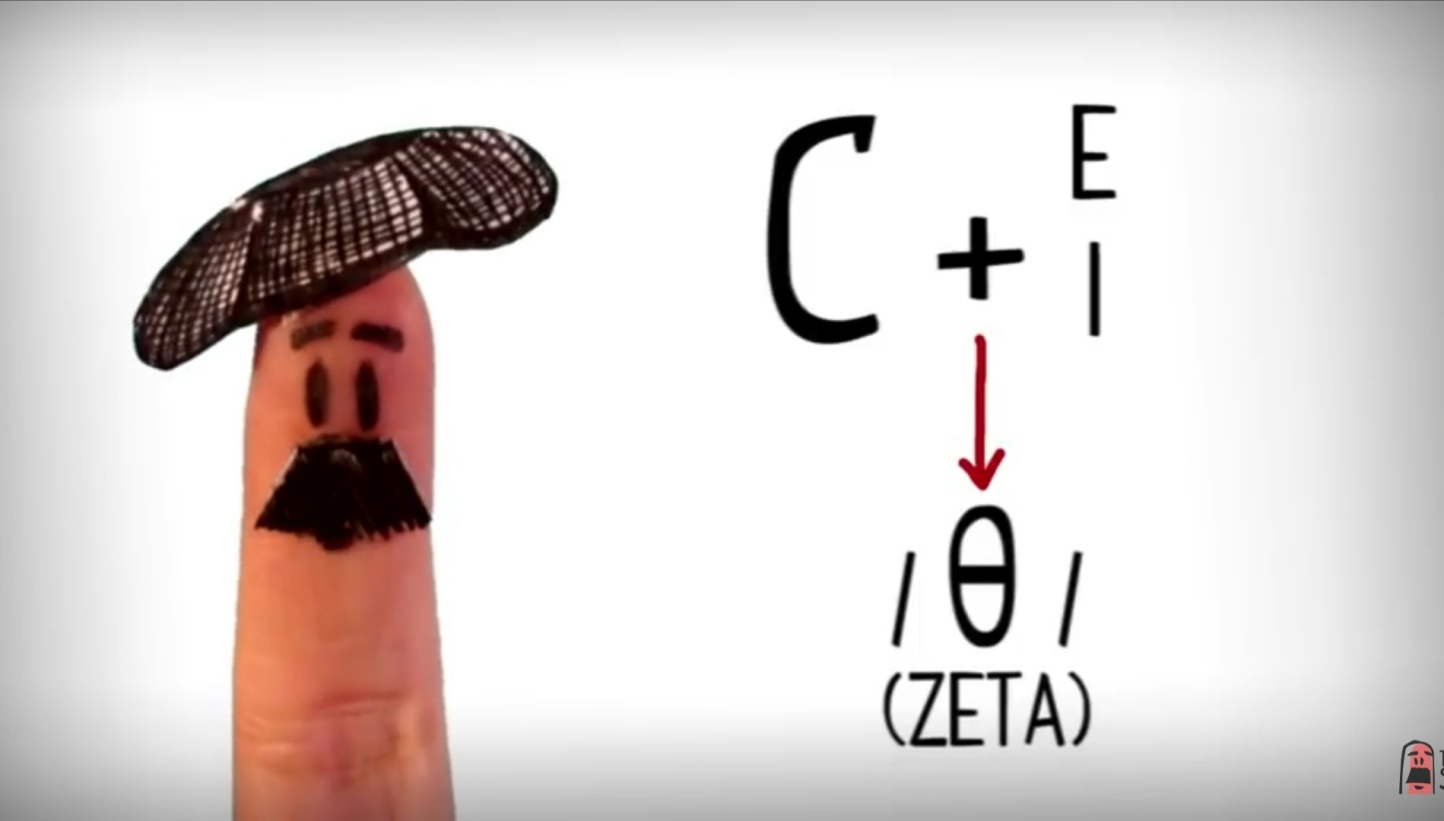 C + E
I
/ θ /
(ZETA)